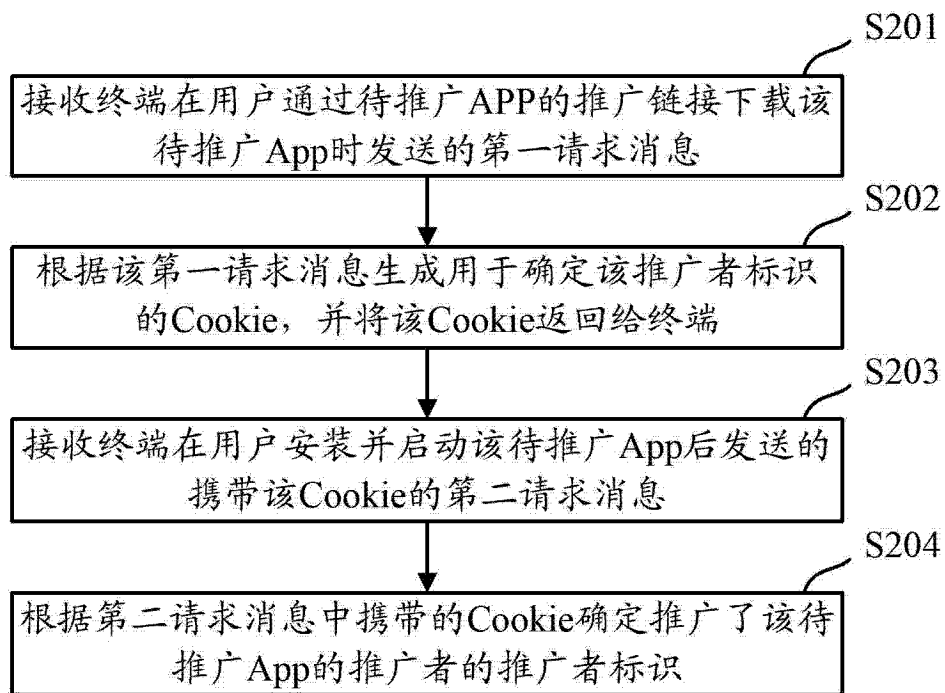 S201
接收终端在用户通过待推广APP的推广链接下载该
待推广App时发送的第一请求消息
S202
根据该第一请求消息生成用于确定该推广者标识
的Cookie，并将该Cookie返回给终端
S203
接收终端在用户安装并启动该待推广App后发送的
携带该Cookie的第二请求消息
S204
根据第二请求消息中携带的Cookie确定推广了该待
推广App的推广者的推广者标识